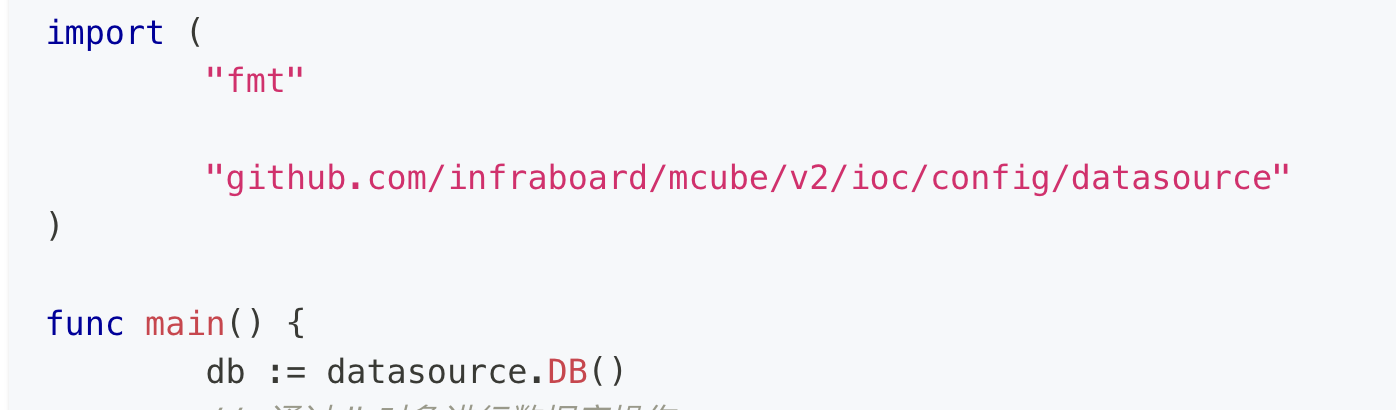 import (
"fmt"
"github.com/infraboard/mcube/v2/ioc/config/datasource"
)
func main() {
db := datasource.DB()